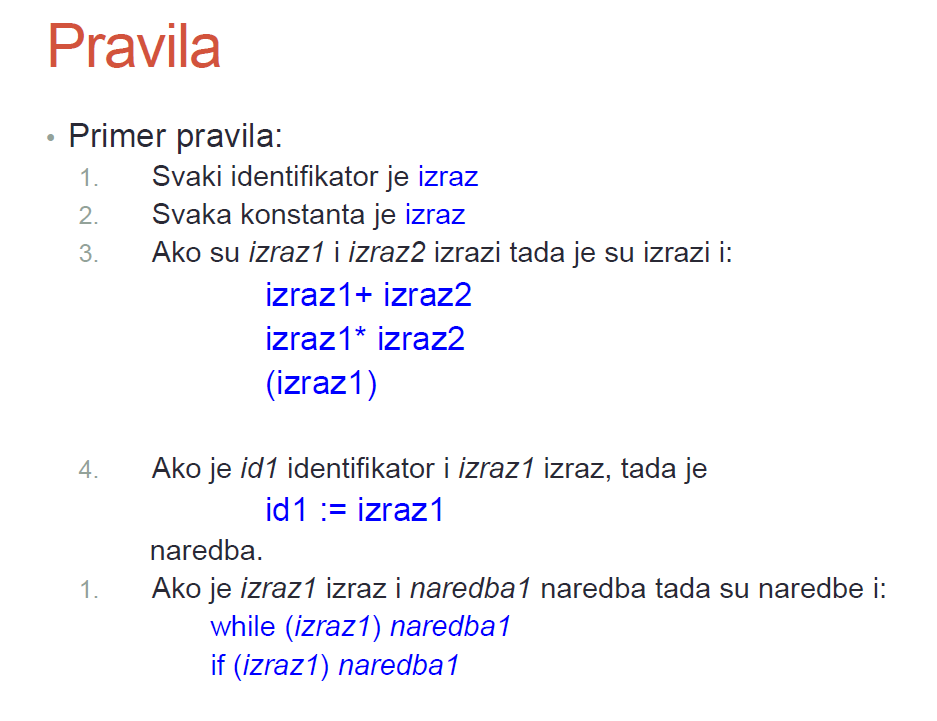 Pravila
• Primer pravila:
1. Svaki identifikator je izraz
2. Svaka konstanta je izraz
3. Ako su izraz1 i izraz2 izrazi tada je su izrazi i:
izraz1+ izraz2
izraz1* izraz2
(izraz1)
4. Ako je id1 identifikator i izraz1 izraz, tada je
id1 := izraz1
naredba.
1. Ako je izraz1 izraz i naredba1 naredba tada su naredbe i:
while (izraz1) naredba1
if (izraz1) naredba1